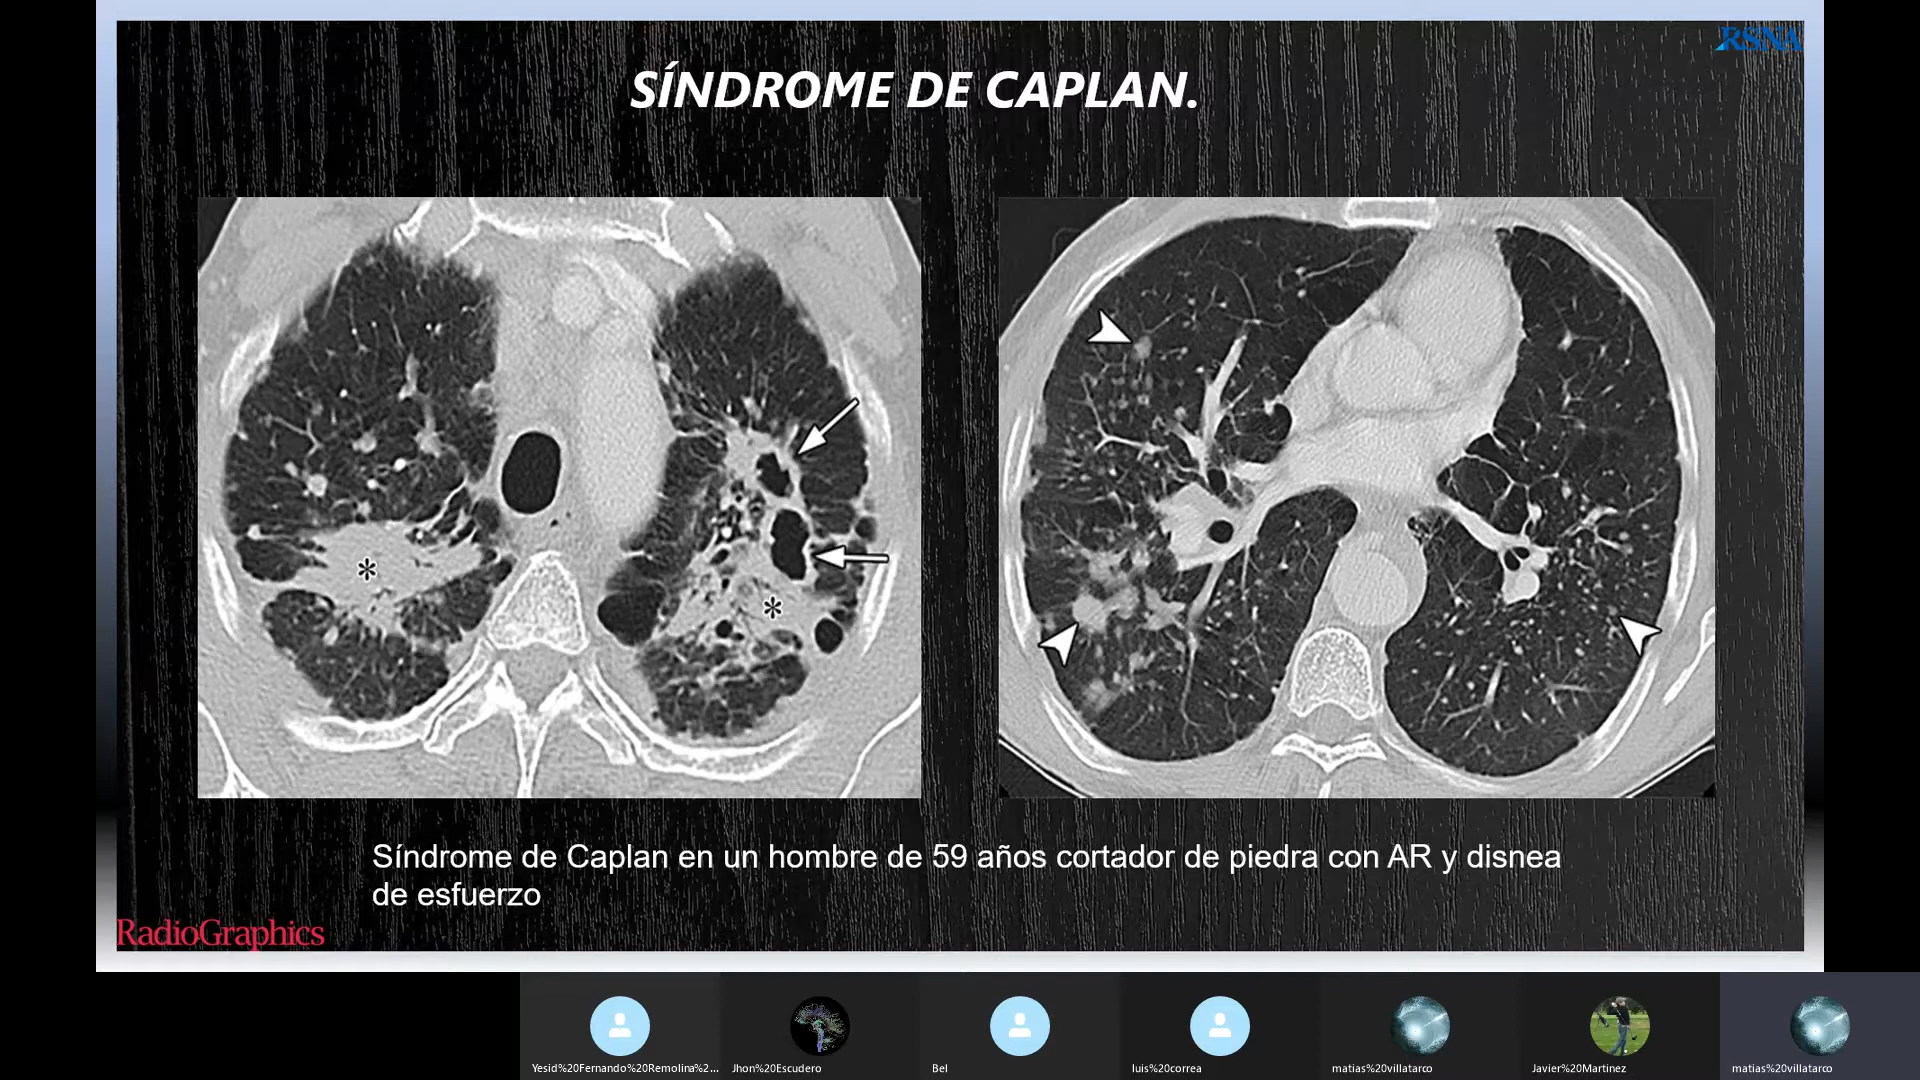 RSNA
SÍNDROME DE CAPLAN.
*
*
Síndrome de Caplan en un hombre de 59 años cortador de piedra con AR y disnea
de esfuerzo
RadioGraphics
Yesid%20Fernando%20Remolina%2...
Jhon%20Escudero
Bel
luis%20correa
matias%20villatarco
Javier%20Martinez
matias%20villatarco